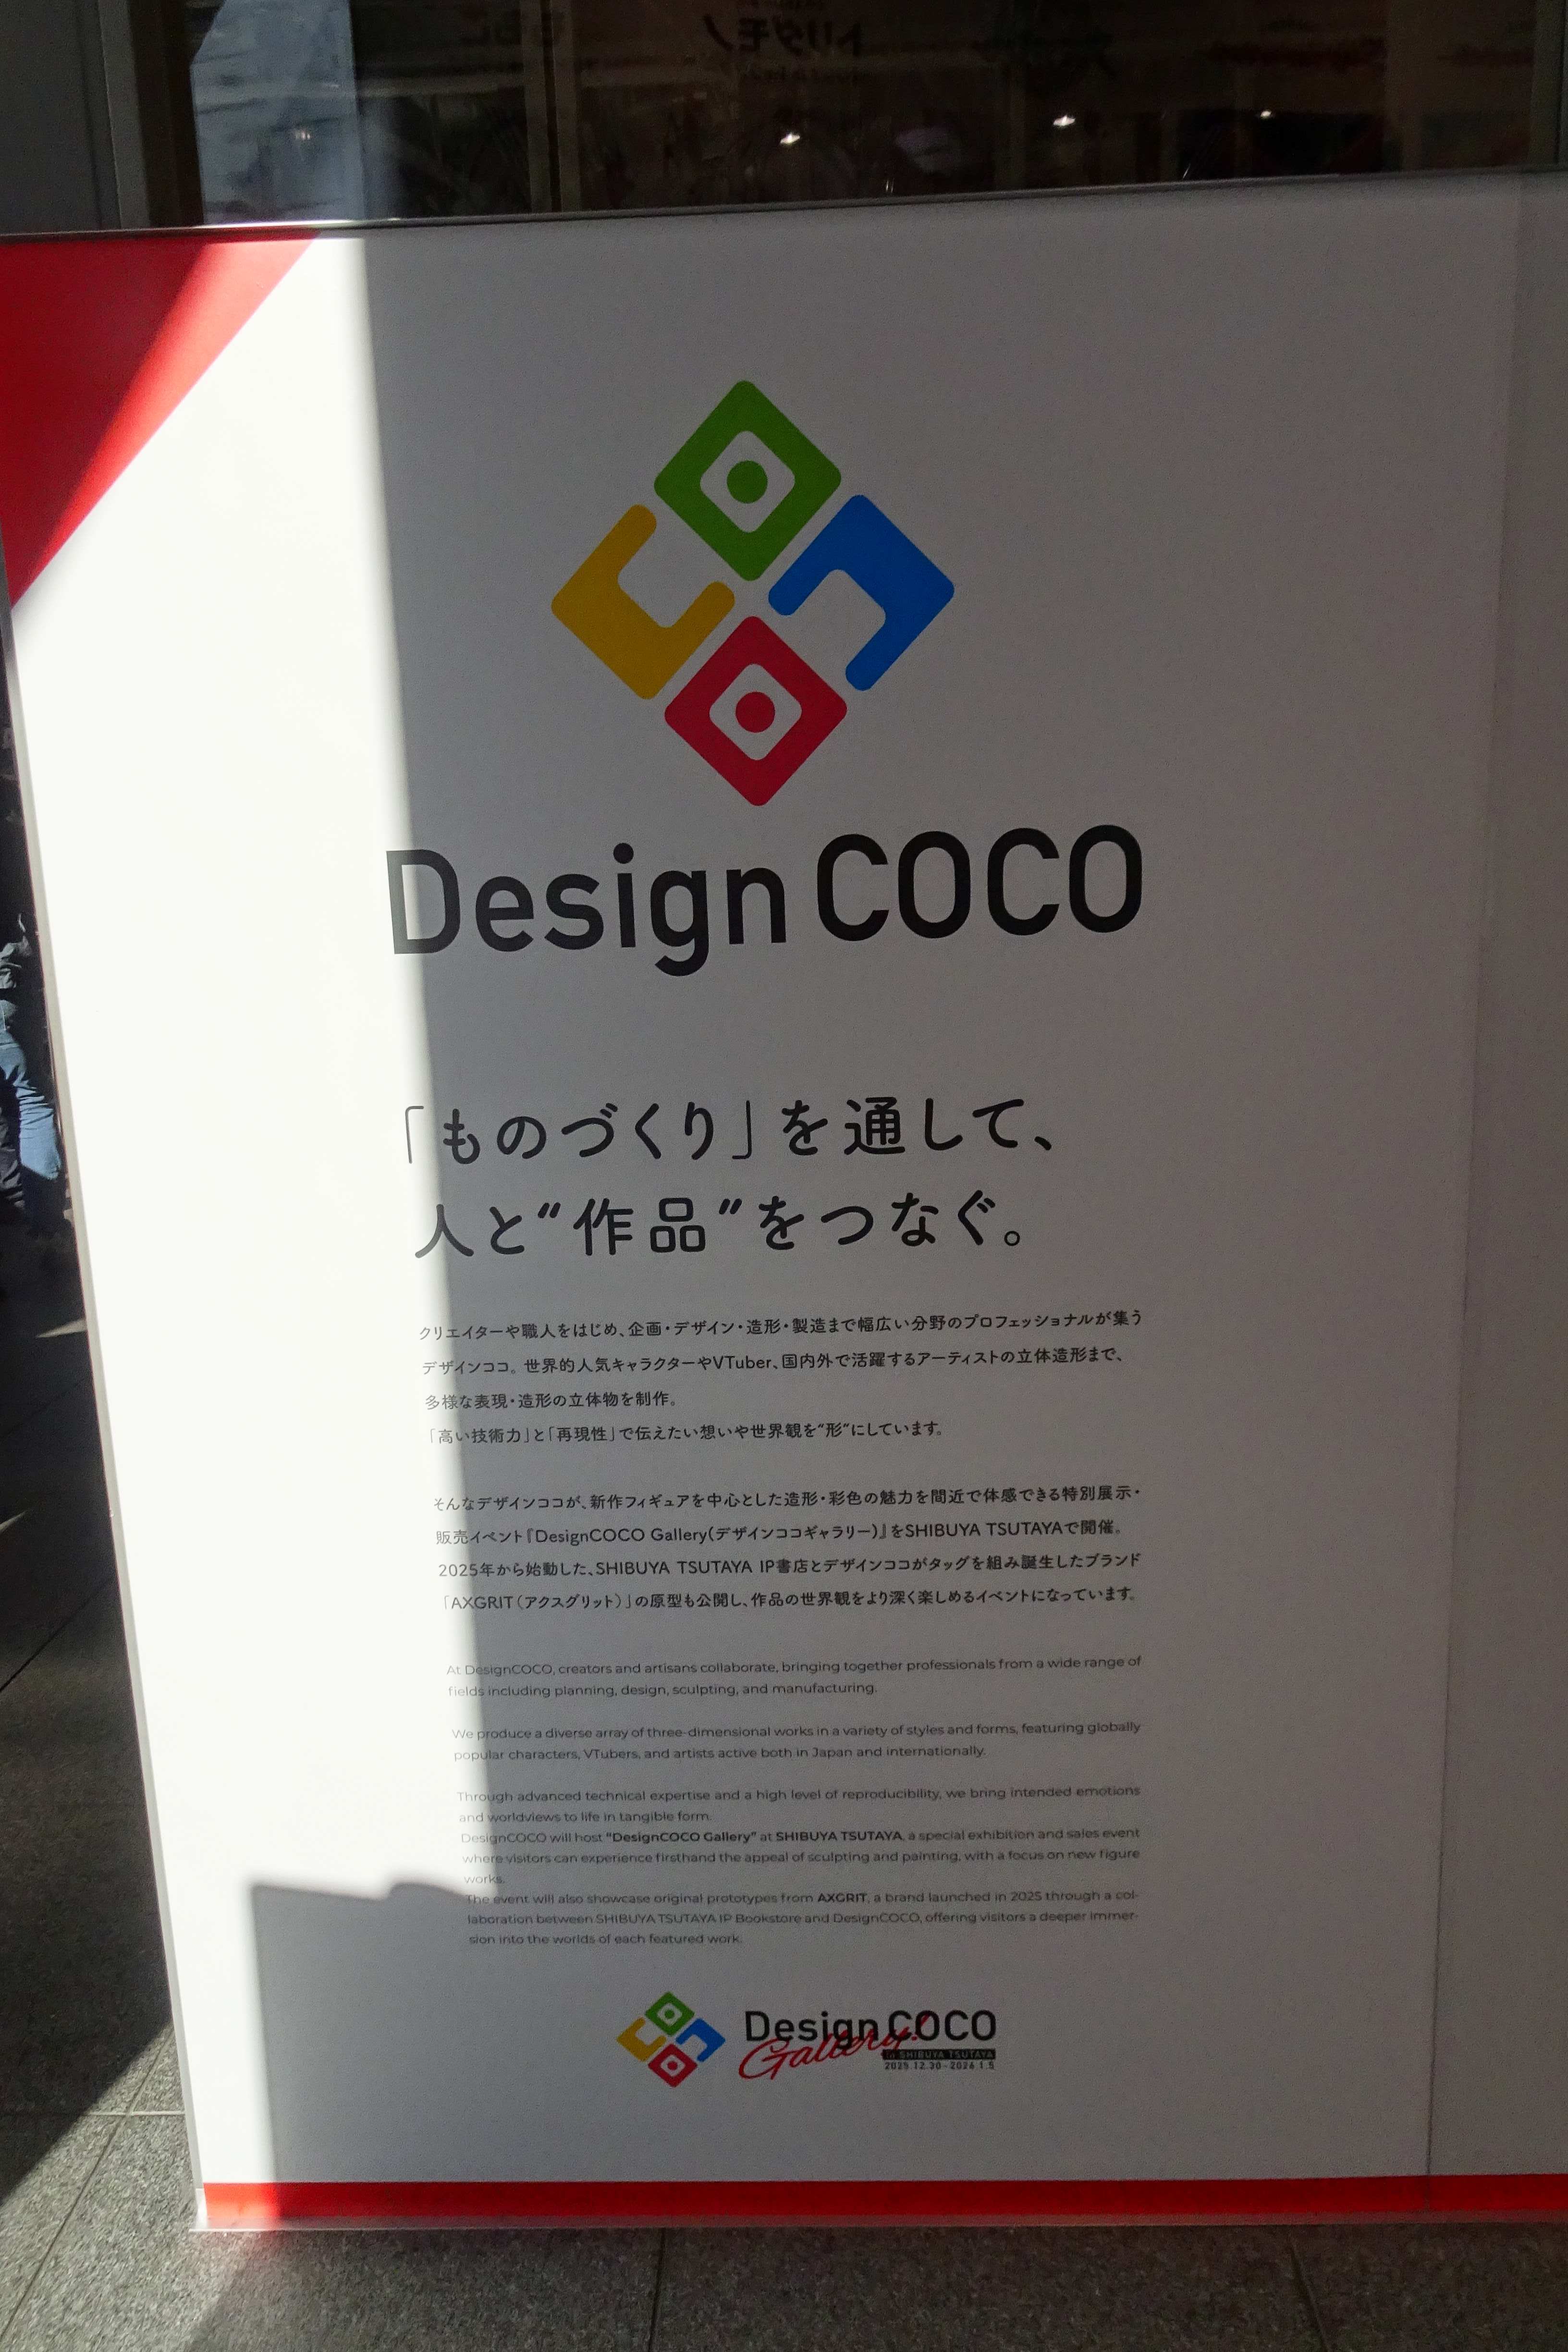 トリダモノ
Design COCO
「ものづくり」を通して、
人と“作品”をつなぐ。
クリエイターや職人をはじめ、企画・デザイン・造形・製造まで幅広い分野のプロフェッショナルが集う
デザインココ。世界的人気キャラクターやVTuber、国内外で活躍するアーティストの立体造形まで、
多様な表現・造形の立体物を制作。
「高い技術力」と「再現性」で伝えたい想いや世界観を“形”にしています。
そんなデザインココが、新作フィギュアを中心とした造形・彩色の魅力を間近で体感できる特別展示・
販売イベント『DesignCOCO Gallery(デザインココギャラリー)』をSHIBUYA TSUTAYAで開催。
2025年から始動した、SHIBUYA TSUTAYA IP書店とデザインココがタッグを組み誕生したブランド
「AXGRIT（アクスグリット）」の原型も公開し、作品の世界観をより深く楽しめるイベントになっています。
At DesignCOCO, creators and artisans collaborate, bringing together professionals from a wide range of
fields including planning, design, sculpting, and manufacturing.
We produce a diverse array of three-dimensional works in a variety of styles and forms, featuring globally
popular characters, VTubers, and artists active both in Japan and internationally.
Through advanced technical expertise and a high level of reproducibility, we bring intended emotions
and worldviews to life in tangible form.
DesignCOCO will host “DesignCOCO Gallery” at SHIBUYA TSUTAYA, a special exhibition and sales event
where visitors can experience firsthand the appeal of sculpting and painting, with a focus on new figure
works.
The event will also showcase original prototypes from AXGRIT, a brand launched in 2025 through a col-
laboration between SHIBUYA TSUTAYA IP Bookstore and DesignCOCO, offering visitors a deeper immer-
sion into the worlds of each featured work.
Design COCO
Gallery!
in SHIBUYA TSUTAYA
2025.12.30-2026.1.5